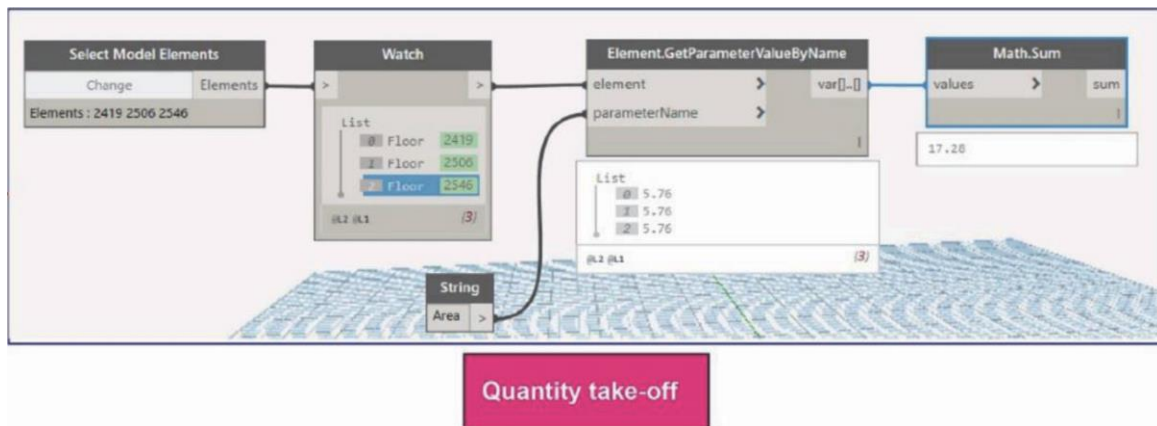 Select Model Elements
Change
Elements
Elements : 2419 2506 2546
Watch
>
>
List
0 Floor 2419
1 Floor 2506
2 Floor 2546
@L2 @L1
{3}
String
Area >
Element.GetParameterValueByName
element > var[]..[]
parameterName >
l
List
0 5.76
1 5.76
2 5.76
@L2 @L1
{3}
Math.Sum
values > sum
l
17.28
Quantity take-off